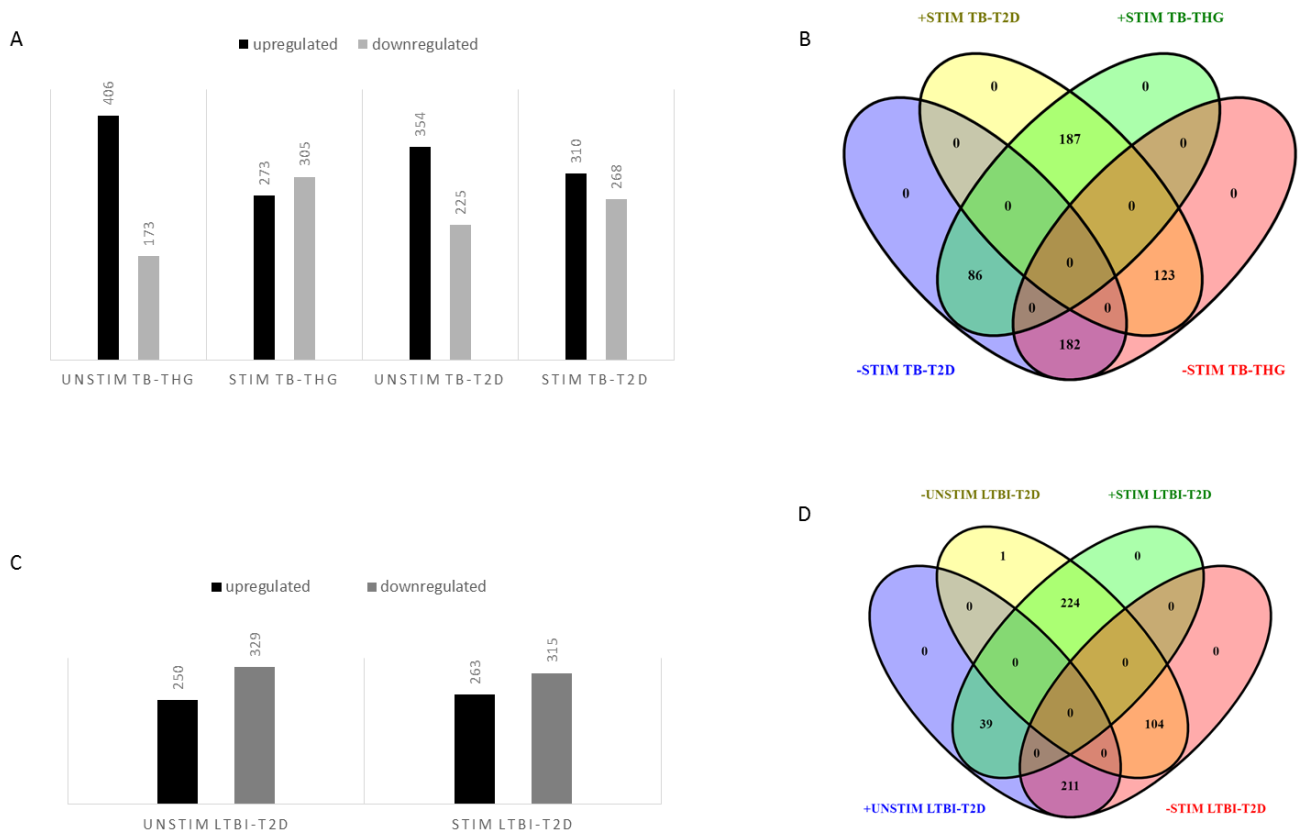 A
upregulated downregulated
406
173
273
305
354
225
310
268
UNSTIM TB-THG STIM TB-THG UNSTIM TB-T2D STIM TB-T2D
B
+STIM TB-T2D +STIM TB-THG
0 0
0 187 0
0 0
0 0
86 0 123
0 0
182
-STIM TB-T2D -STIM TB-THG
C
upregulated downregulated
250
329
263
315
UNSTIM LTBI-T2D STIM LTBI-T2D
D
-UNSTIM LTBI-T2D +STIM LTBI-T2D
1 0
0 224 0
0 0
0 0
39 0 104
0 0
211
+UNSTIM LTBI-T2D -STIM LTBI-T2D